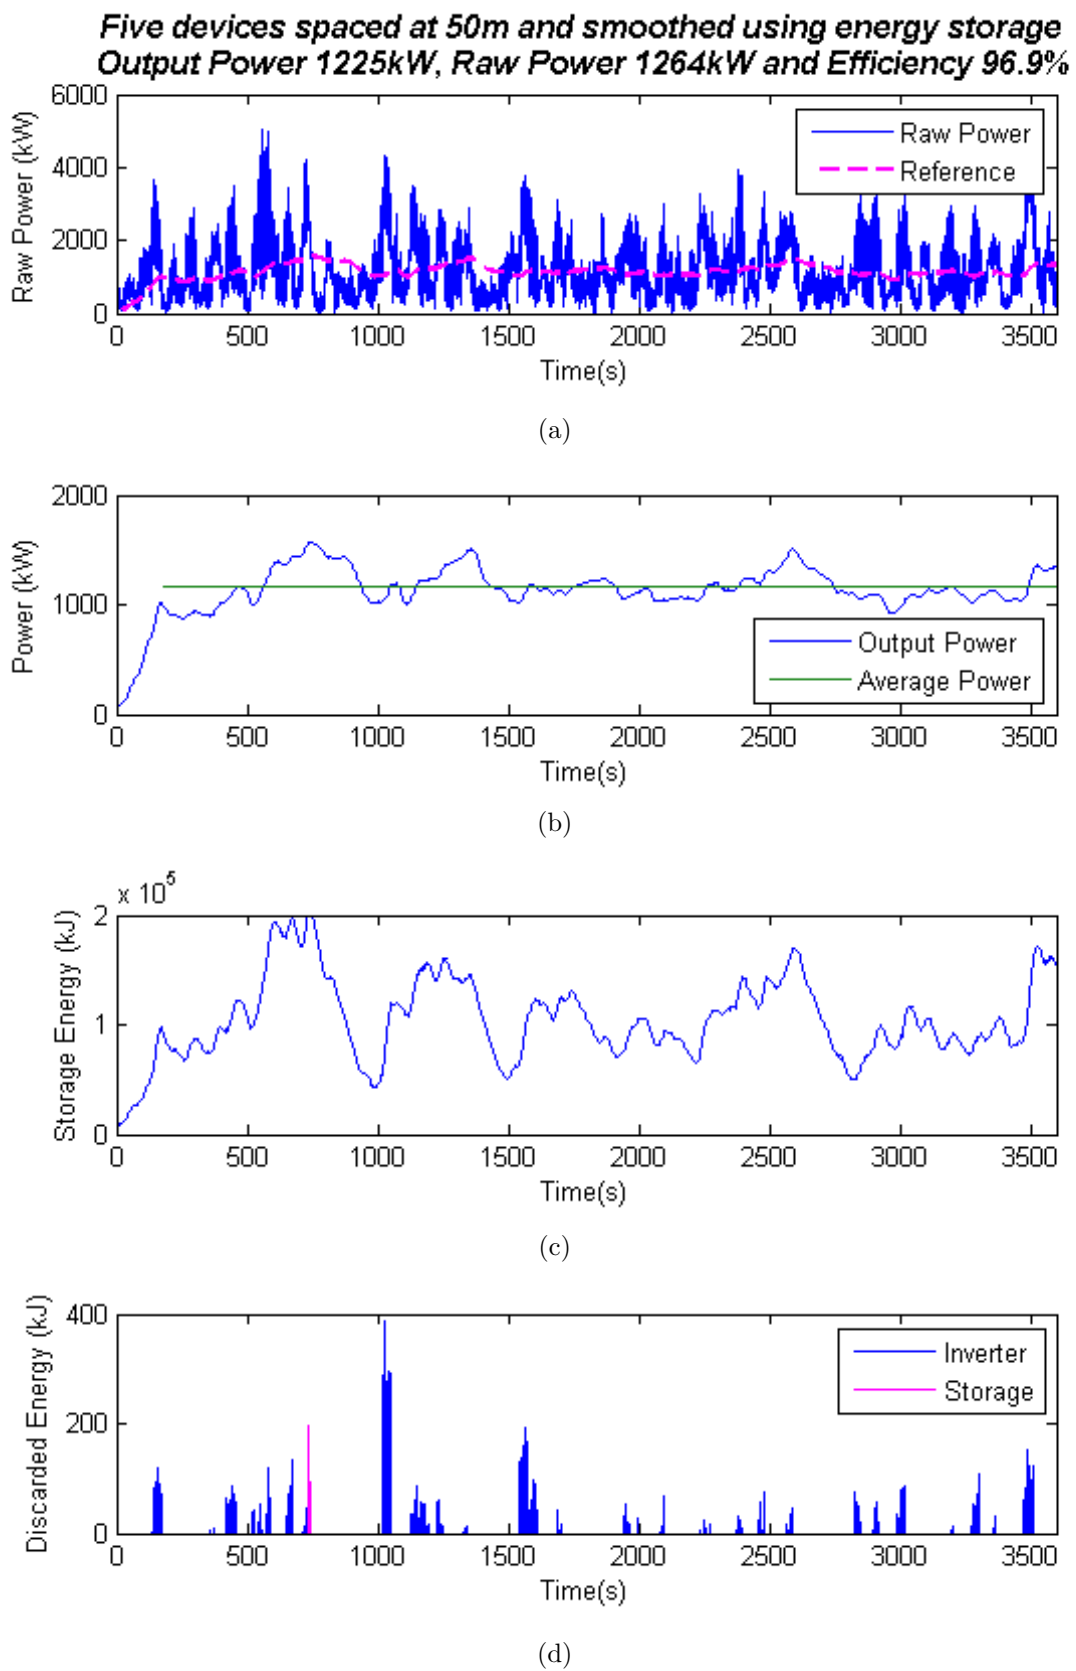 Five devices spaced at 50m and smoothed using energy storage
Output Power 1225kW, Raw Power 1264kW and Efficiency 96.9%
Raw Power (kW)
6000
4000
2000
0
Raw Power
Reference
0 500 1000 1500 2000 2500 3000 3500
Time(s)
(a)
Power (kW)
2000
1000
0
Output Power
Average Power
0 500 1000 1500 2000 2500 3000 3500
Time(s)
(b)
x 10^5
Storage Energy (kJ)
2
1
0
0 500 1000 1500 2000 2500 3000 3500
Time(s)
(c)
Discarded Energy (kJ)
400
200
0
Inverter
Storage
0 500 1000 1500 2000 2500 3000 3500
Time(s)
(d)